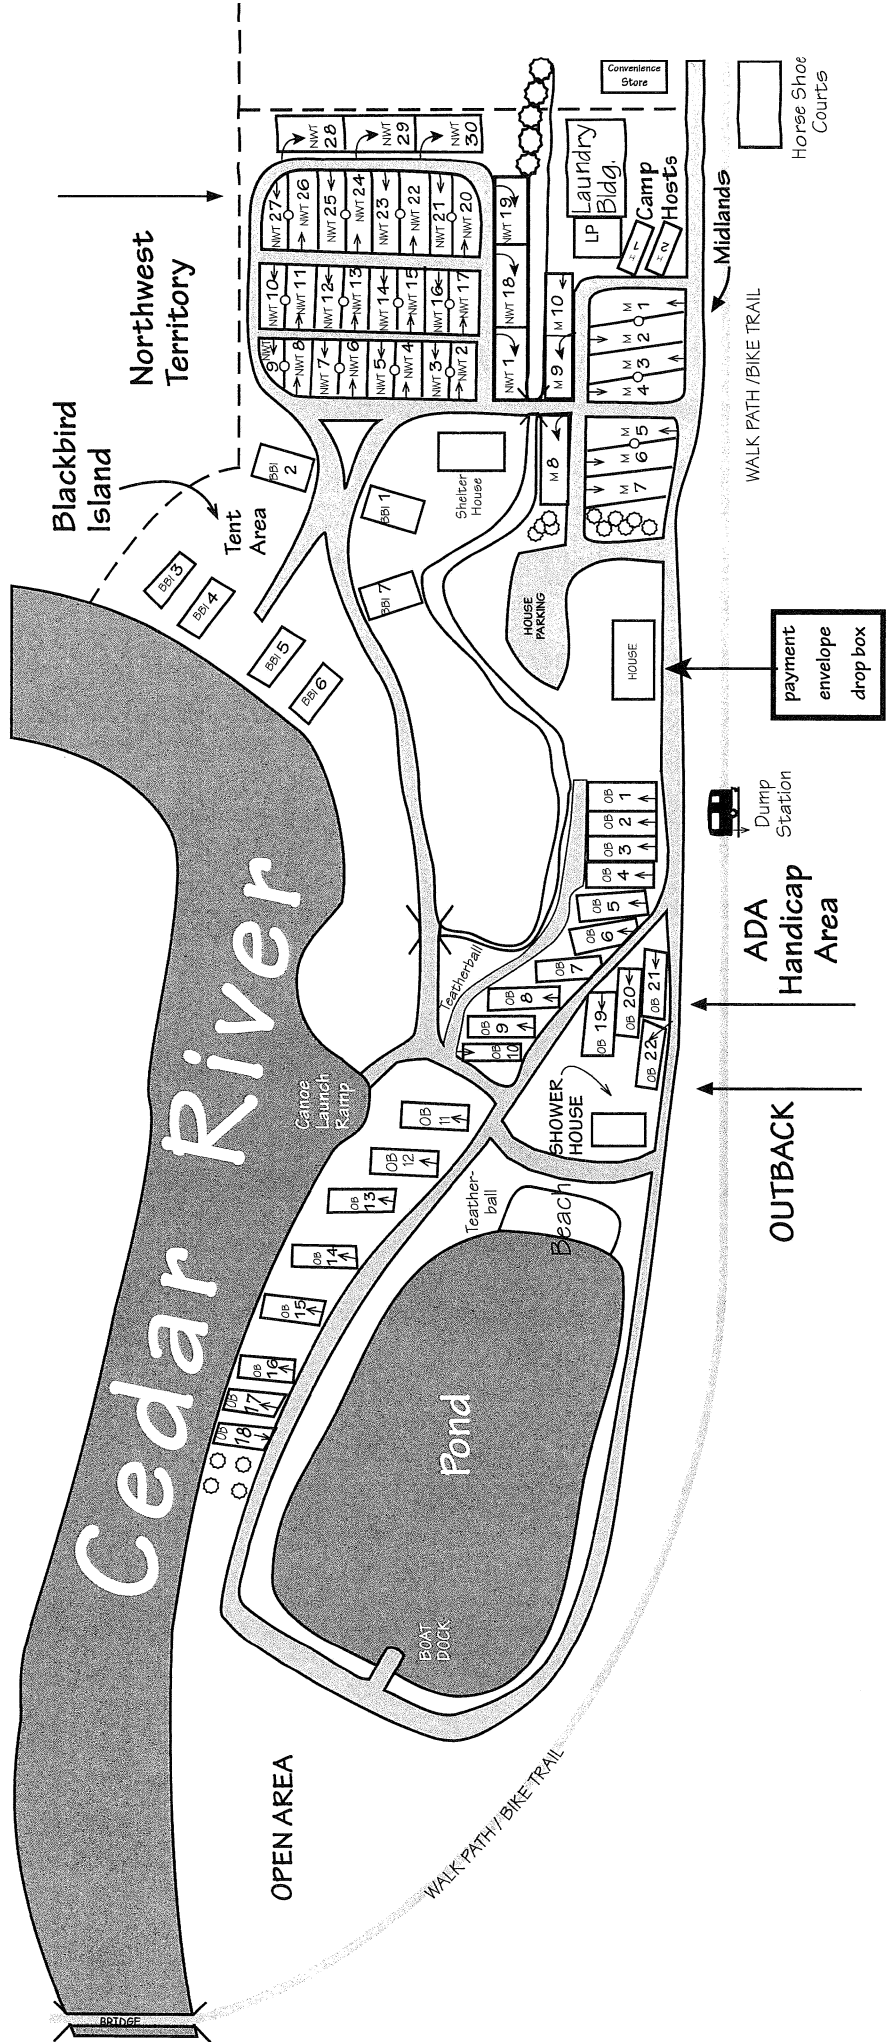 Convenience
Store
Horse Shoe
Courts
NWT 28
NWT 29
NWT 30
Laundry
Bldg.
LP
Camp
Hosts
1
2
Midlands
Northwest
Territory
NWT 27
NWT 26
NWT 25
NWT 24
NWT 23
NWT 22
NWT 21
NWT 20
NWT 19
NWT 10
NWT 11
NWT 12
NWT 13
NWT 14
NWT 15
NWT 16
NWT 17
NWT 18
NWT 9
NWT 8
NWT 7
NWT 6
NWT 5
NWT 4
NWT 3
NWT 2
NWT 1
M 10
M 9
M 1
M 2
M 3
M 4
M 5
M 6
M 7
M 8
WALK PATH / BIKE TRAIL
Blackbird
Island
Tent
Area
BBI 2
BBI 1
BBI 7
BBI 3
BBI 4
BBI 5
BBI 6
Shelter
House
HOUSE
PARKING
HOUSE
payment
envelope
drop box
Dump
Station
ADA
Handicap
Area
OB 1
OB 2
OB 3
OB 4
OB 5
OB 6
OB 7
OB 8
OB 9
OB 10
OB 19
OB 20
OB 21
OB 22
Teatherball
Canoe
Launch
Ramp
SHOWER
HOUSE
OUTBACK
OB 11
OB 12
OB 13
OB 14
OB 15
OB 16
OB 17
OB 18
Teather-
ball
Beach
Cedar River
Pond
BOAT
DOCK
OPEN AREA
WALK PATH / BIKE TRAIL
BRIDGE